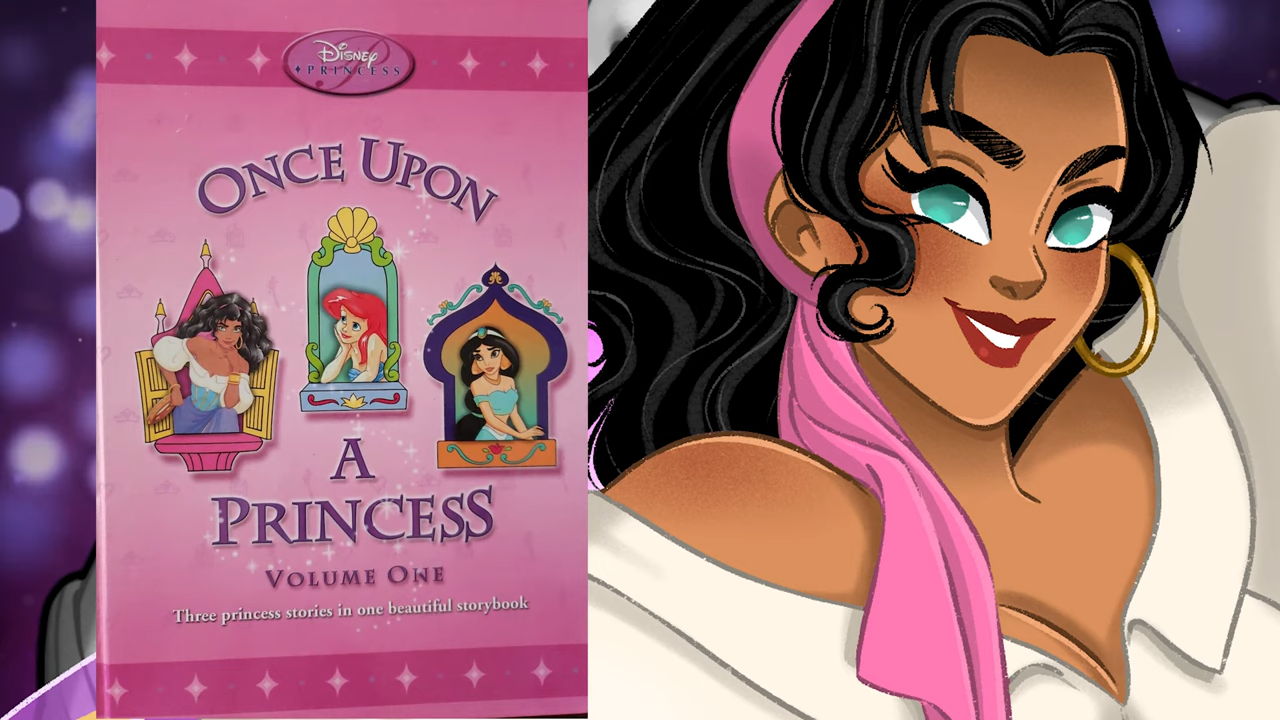 Disney
PRINCESS
ONCE UPON
A
PRINCESS
VOLUME ONE
Three princess stories in one beautiful storybook